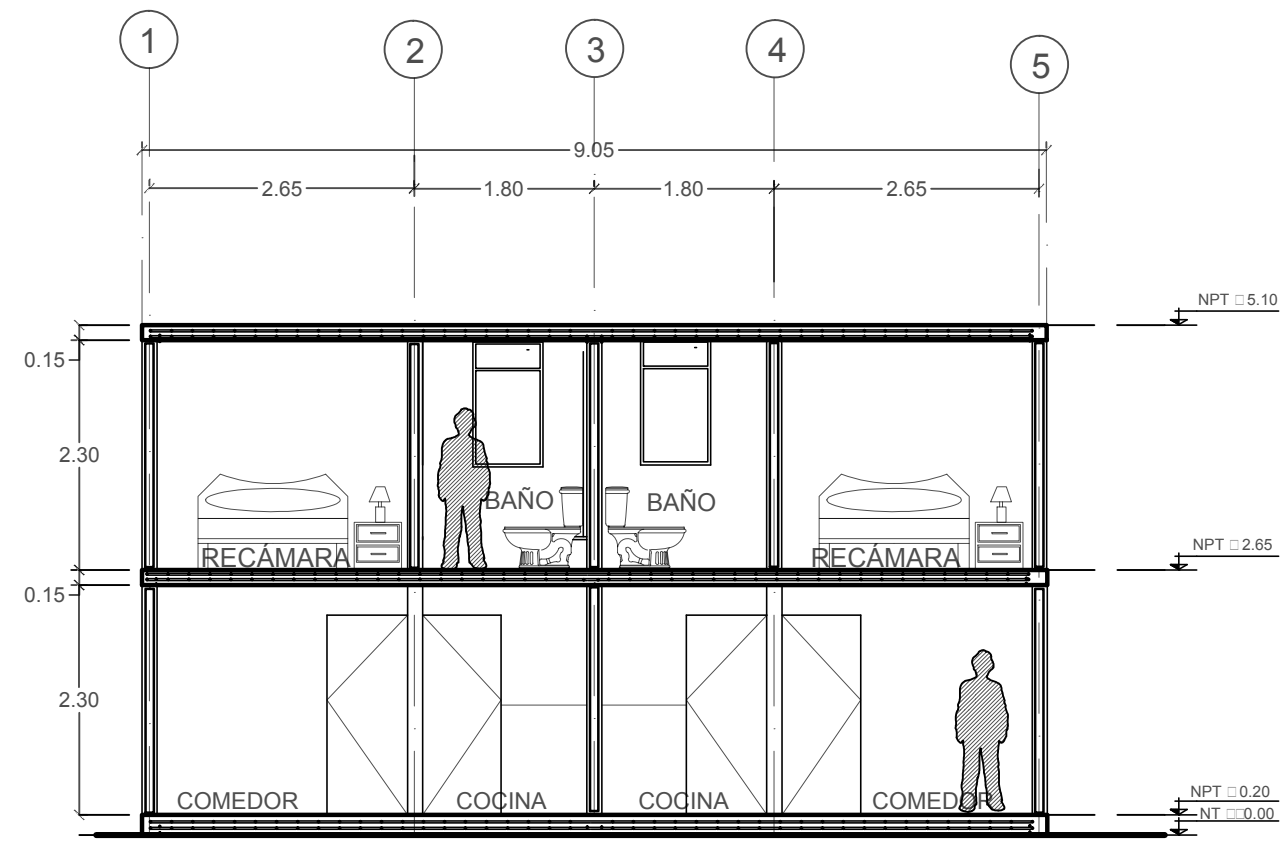 1
2
3
4
5
9.05
2.65
1.80
1.80
2.65
NPT □ 5.10
0.15
2.30
BAÑO
BAÑO
RECÁMARA
RECÁMARA
NPT □ 2.65
0.15
2.30
COMEDOR
COCINA
COCINA
COMEDOR
NPT □ 0.20
NT □□0.00